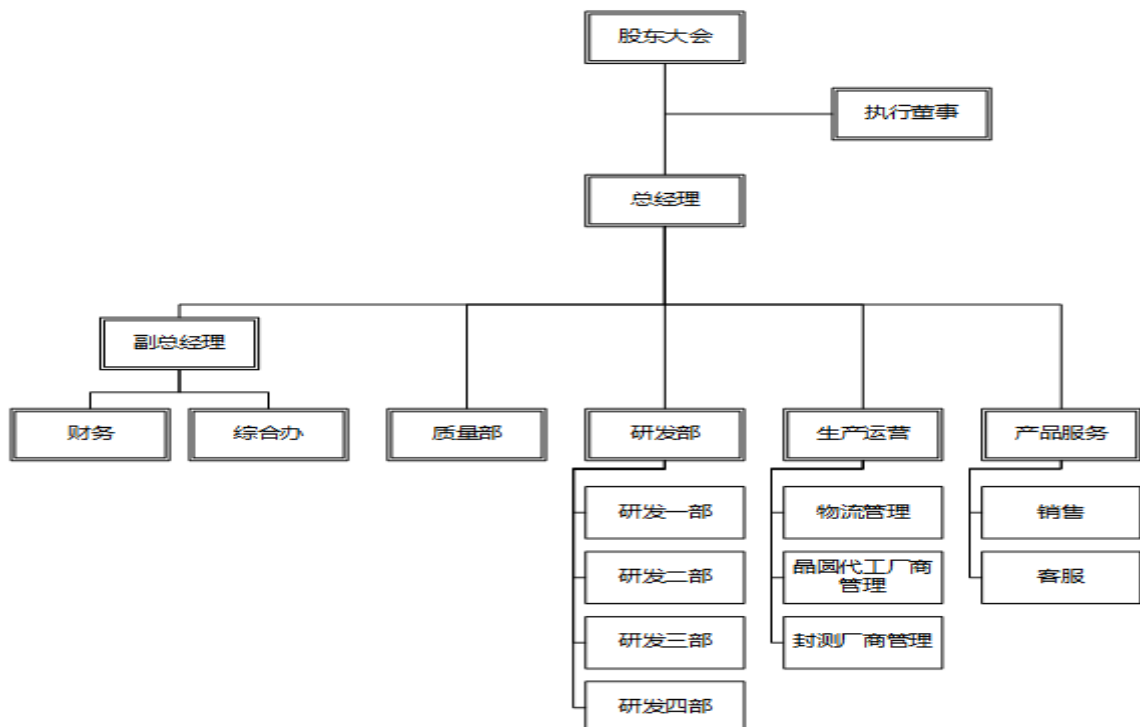 股东大会
执行董事
总经理
副总经理
财务
综合办
质量部
研发部
生产运营
产品服务
研发一部
物流管理
销售
研发二部
晶圆代工厂商
管理
客服
研发三部
封测厂商管理
研发四部